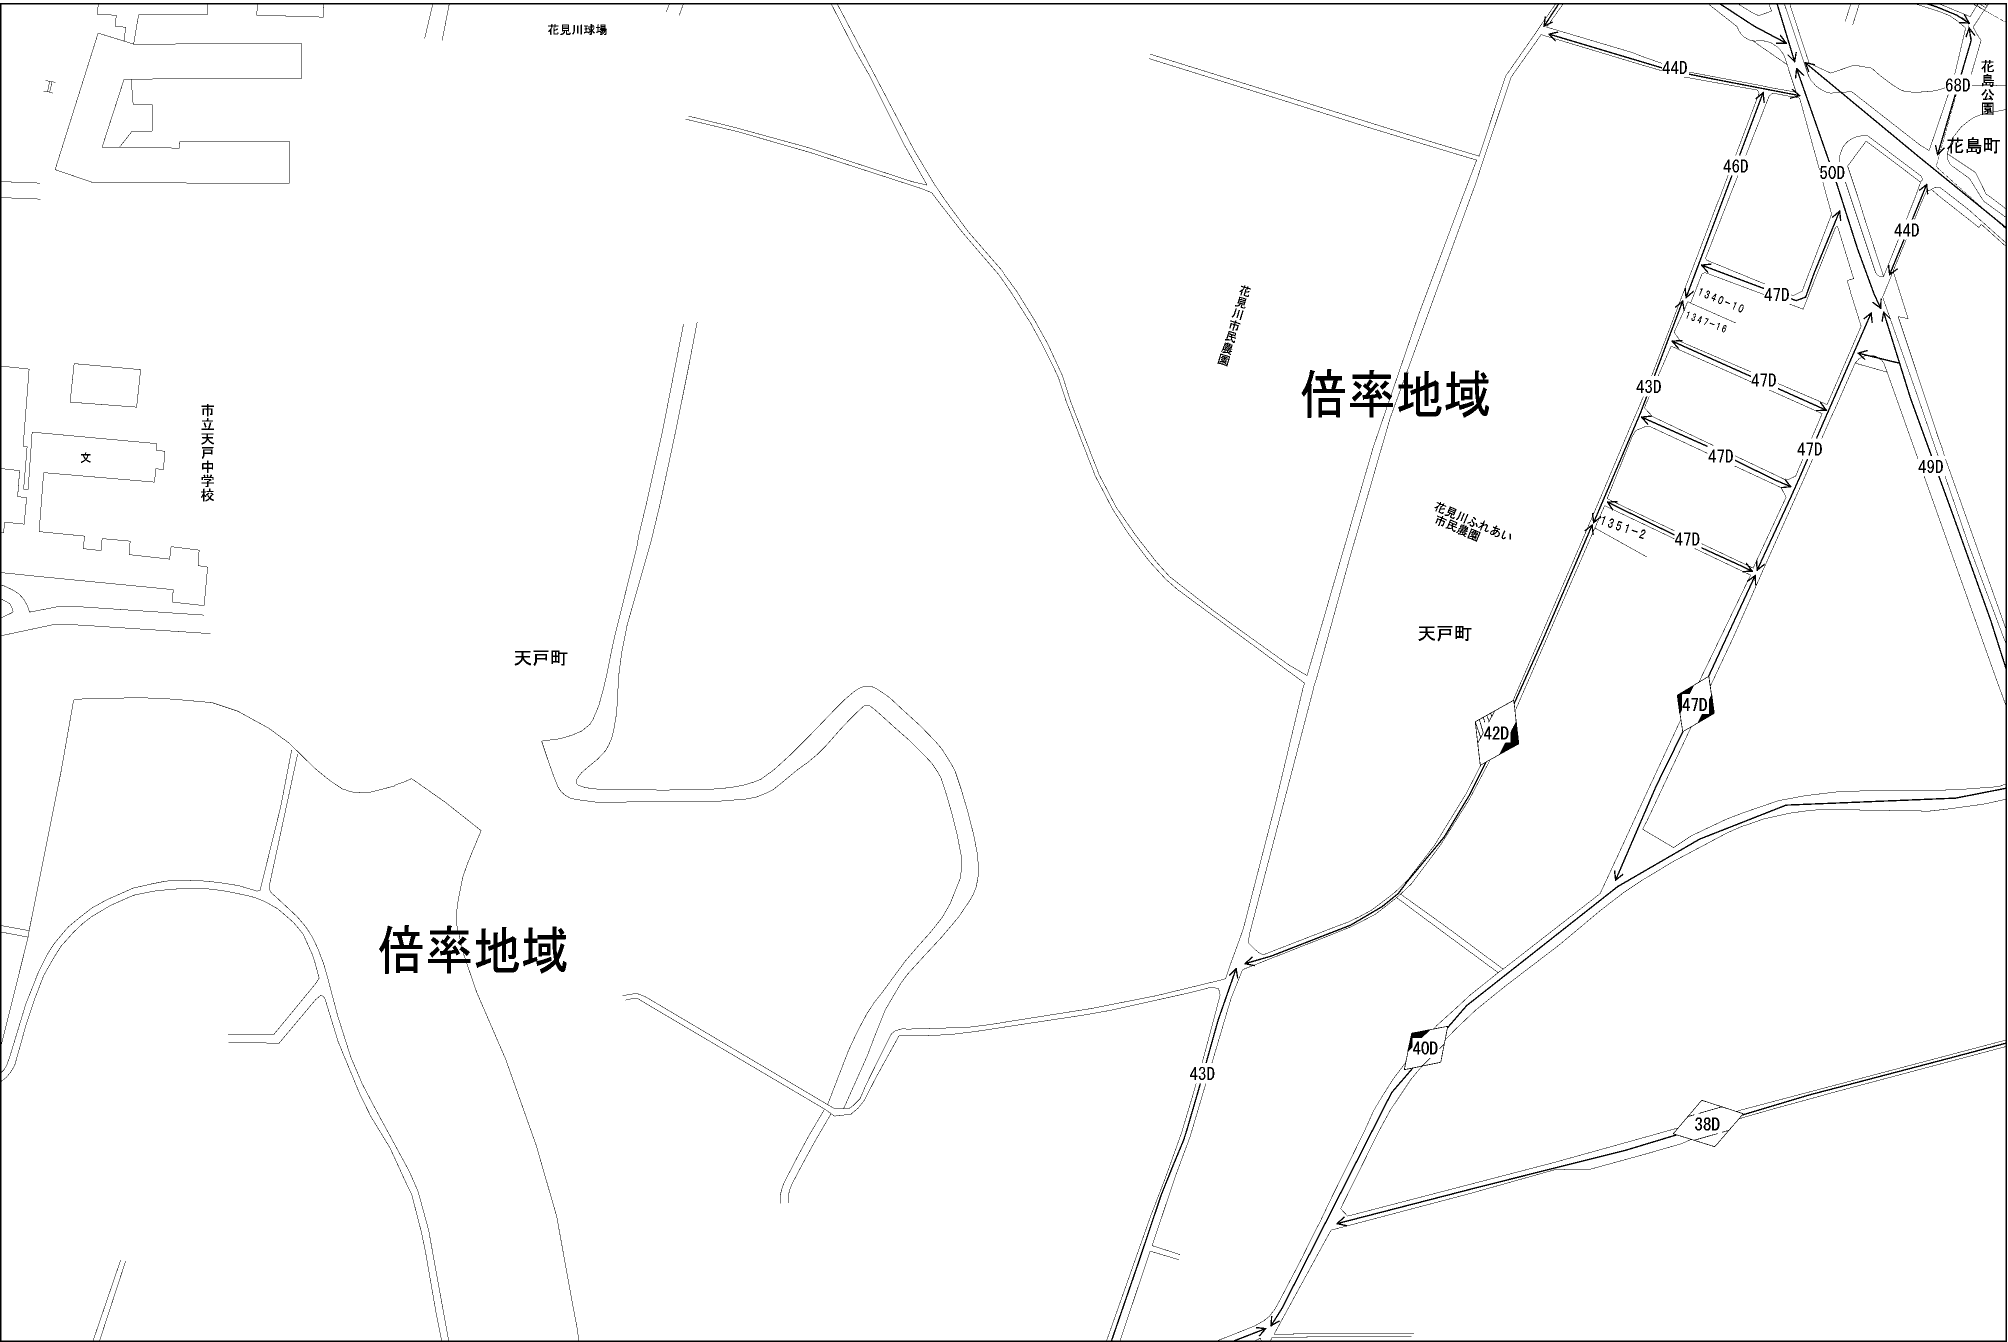 花見川球場
44D
68D
花島公園
花島町
46D
50D
44D
47D
1340-10
1347-16
花見川市民農園
倍率地域
47D
43D
47D
47D
49D
市立天戸中学校
文
花見川ふれあい
市民農園
1351-2
47D
天戸町
天戸町
47D
42D
倍率地域
40D
43D
38D